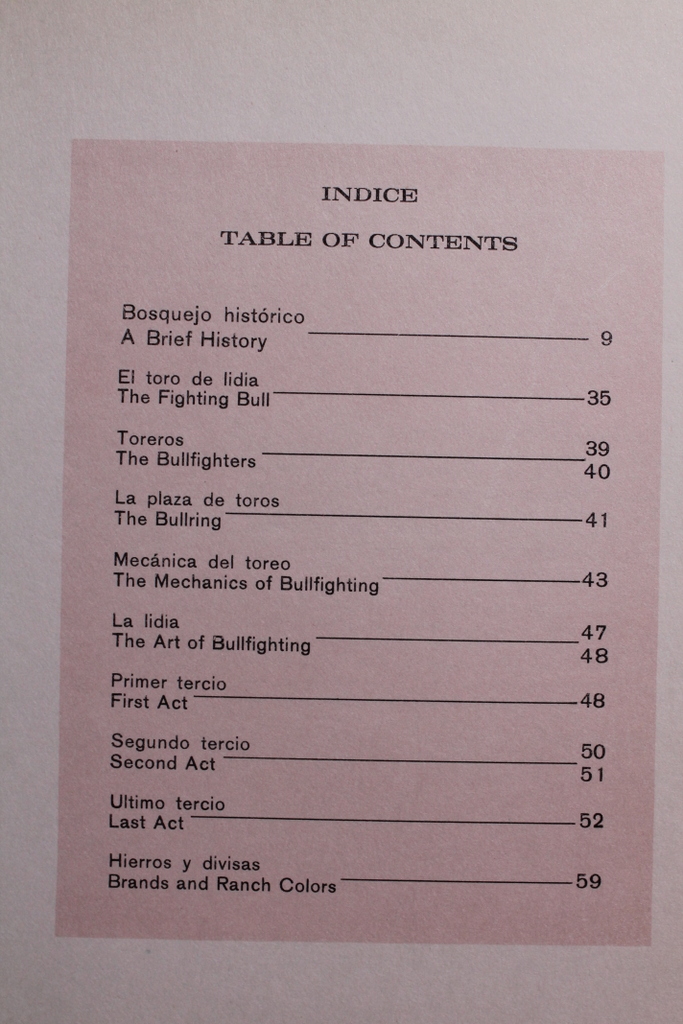 INDICE
TABLE OF CONTENTS
Bosquejo histórico
A Brief History 9
El toro de lidia
The Fighting Bull 35
Toreros 39
The Bullfighters 40
La plaza de toros
The Bullring 41
Mecánica del toreo
The Mechanics of Bullfighting 43
La lidia 47
The Art of Bullfighting 48
Primer tercio
First Act 48
Segundo tercio 50
Second Act 51
Ultimo tercio
Last Act 52
Hierros y divisas
Brands and Ranch Colors 59